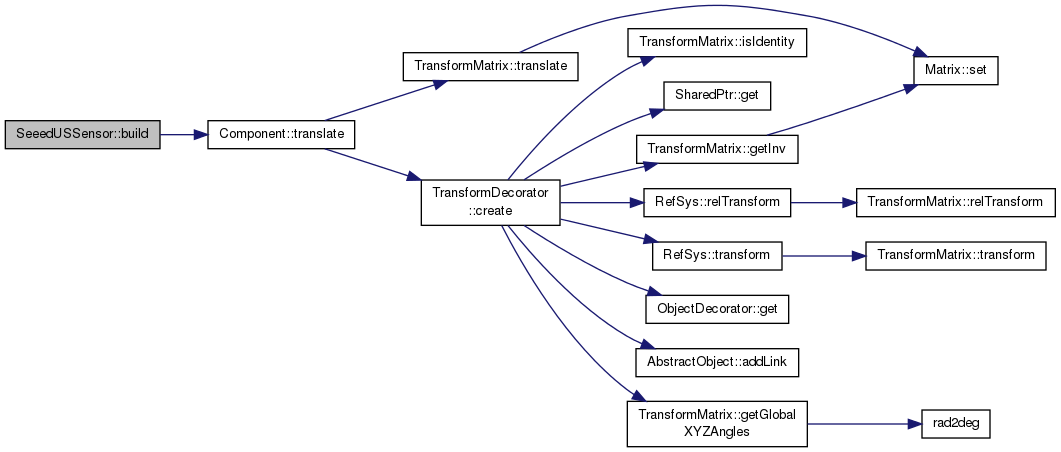 SeeedUSSensor::build
Component::translate
TransformMatrix::translate
TransformDecorator
::create
TransformMatrix::isIdentity
SharedPtr::get
TransformMatrix::getInv
RefSys::relTransform
RefSys::transform
ObjectDecorator::get
AbstractObject::addLink
TransformMatrix::getGlobal
XYZAngles
Matrix::set
TransformMatrix::relTransform
TransformMatrix::transform
rad2deg